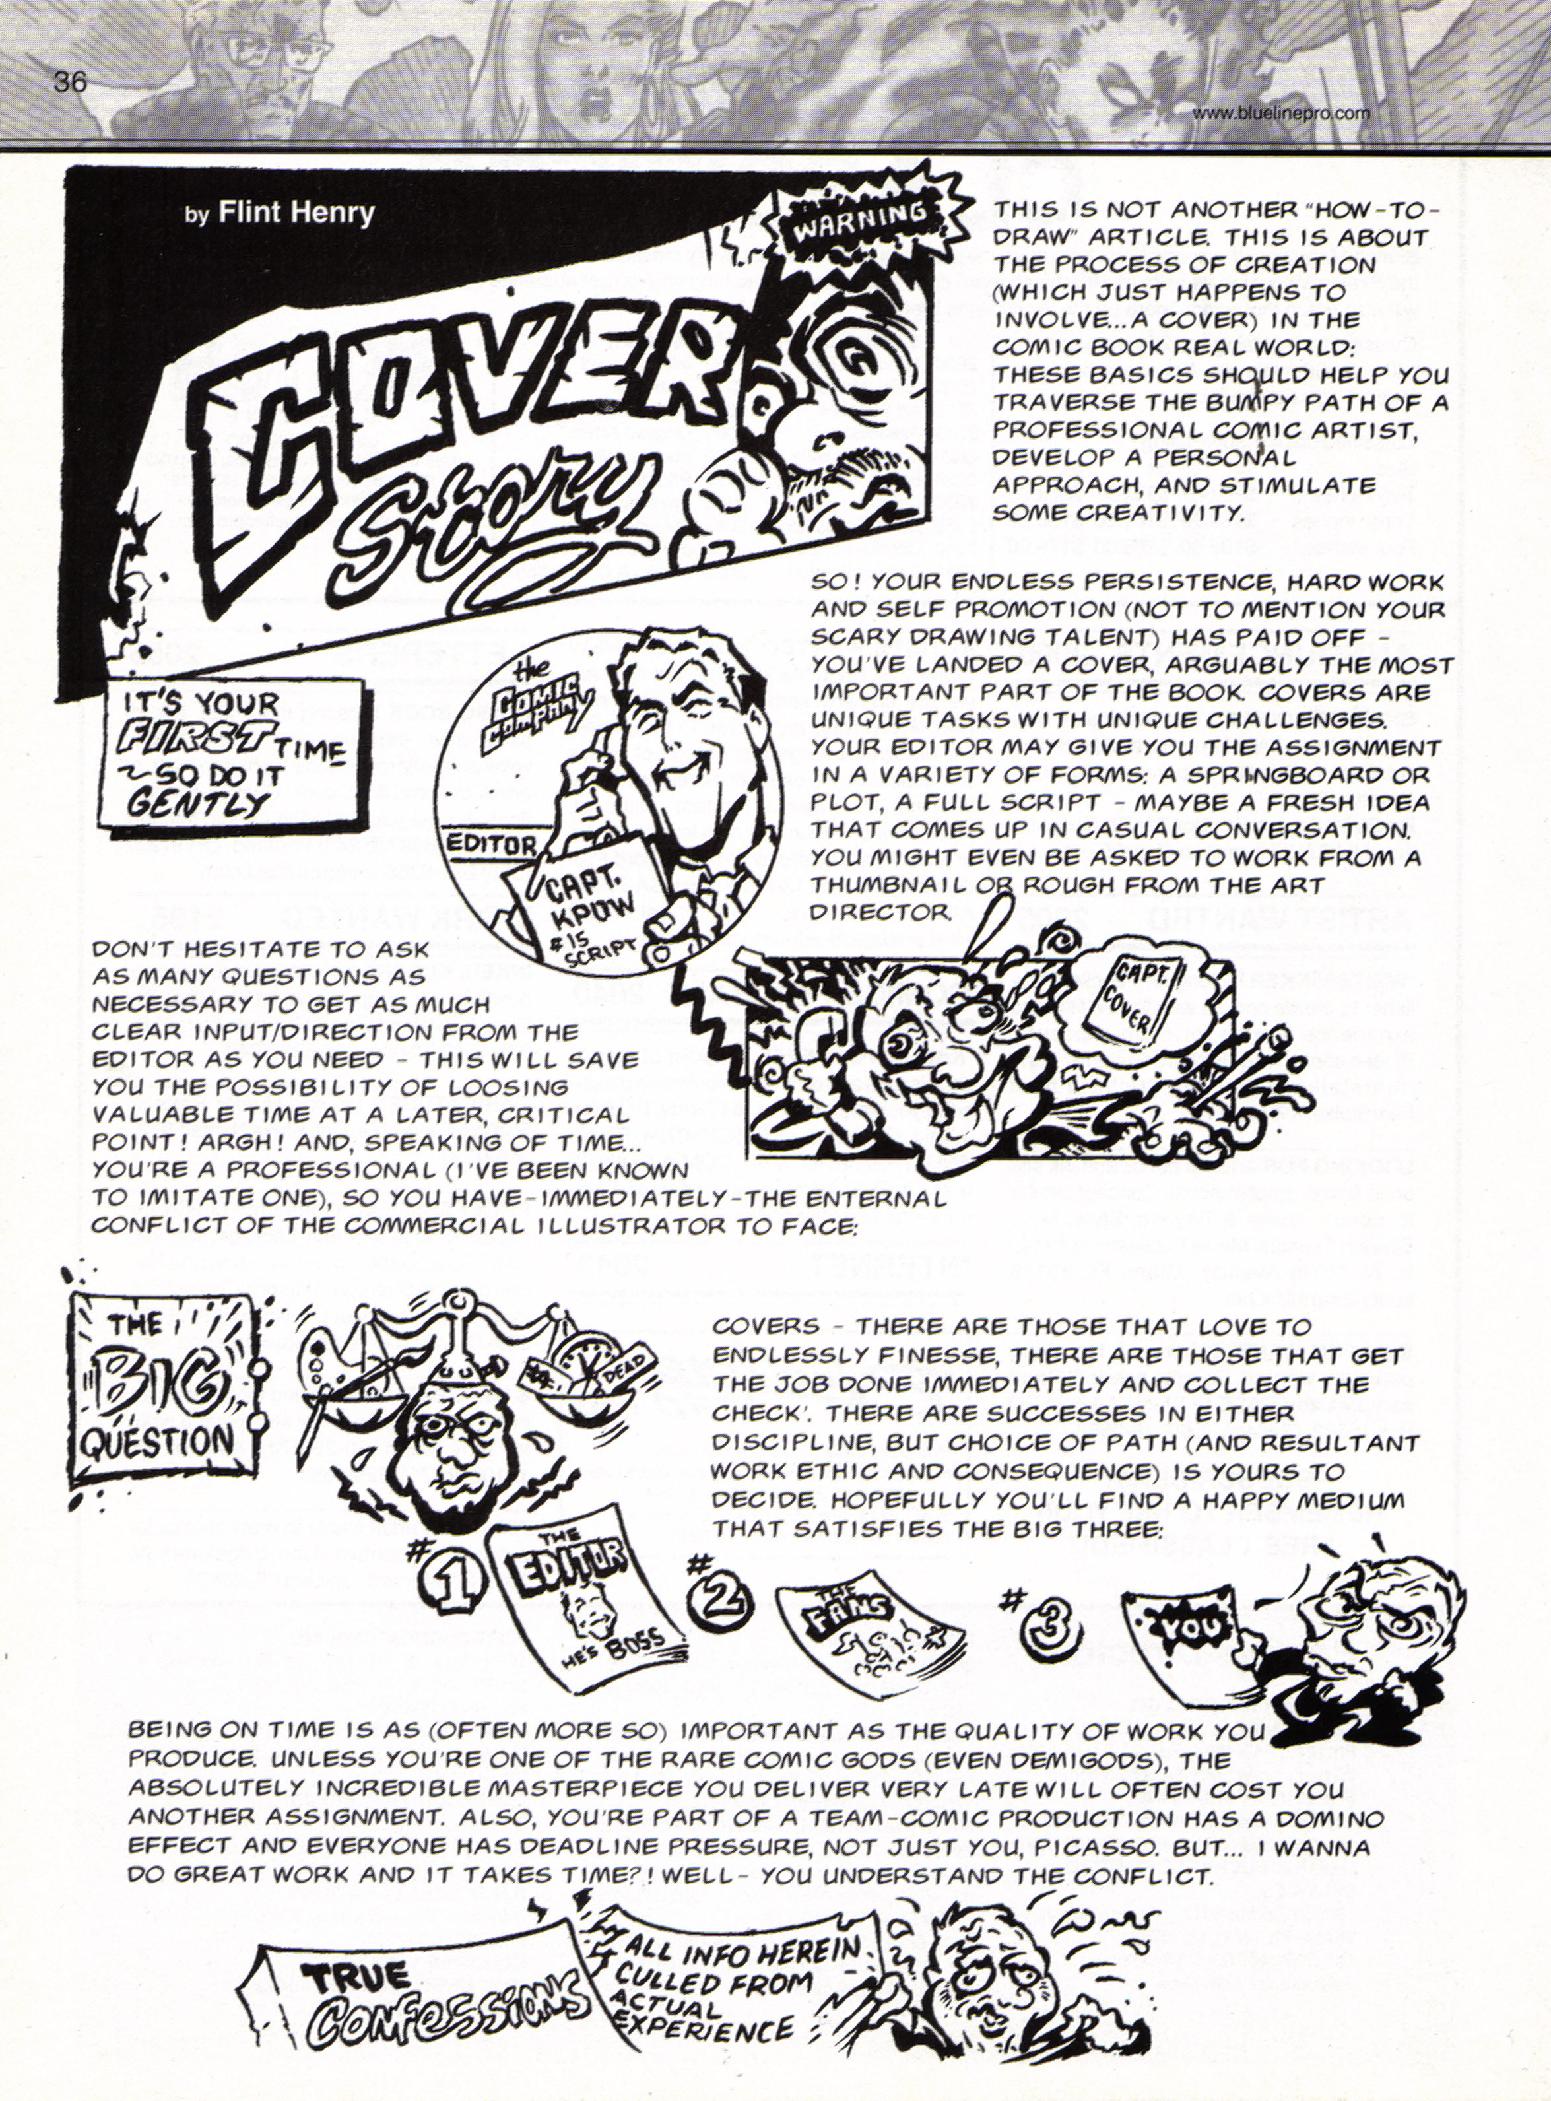 36
www.bluelinepro.com
by Flint Henry
WARNING
COVER
Story
THIS IS NOT ANOTHER "HOW-TO-
DRAW" ARTICLE. THIS IS ABOUT
THE PROCESS OF CREATION
(WHICH JUST HAPPENS TO
INVOLVE...A COVER) IN THE
COMIC BOOK REAL WORLD:
THESE BASICS SHOULD HELP YOU
TRAVERSE THE BUMPY PATH OF A
PROFESSIONAL COMIC ARTIST,
DEVELOP A PERSONAL
APPROACH, AND STIMULATE
SOME CREATIVITY.
IT'S YOUR
FIRST TIME
~SO DO IT
GENTLY
the
COMIC
COMPANY
EDITOR
CAPT.
KPOW
#15
SCRIPT
SO! YOUR ENDLESS PERSISTENCE, HARD WORK
AND SELF PROMOTION (NOT TO MENTION YOUR
SCARY DRAWING TALENT) HAS PAID OFF -
YOU'VE LANDED A COVER, ARGUABLY THE MOST
IMPORTANT PART OF THE BOOK. COVERS ARE
UNIQUE TASKS WITH UNIQUE CHALLENGES.
YOUR EDITOR MAY GIVE YOU THE ASSIGNMENT
IN A VARIETY OF FORMS: A SPRINGBOARD OR
PLOT, A FULL SCRIPT - MAYBE A FRESH IDEA
THAT COMES UP IN CASUAL CONVERSATION.
YOU MIGHT EVEN BE ASKED TO WORK FROM A
THUMBNAIL OR ROUGH FROM THE ART
DIRECTOR.
CAPT.
COVER
DON'T HESITATE TO ASK
AS MANY QUESTIONS AS
NECESSARY TO GET AS MUCH
CLEAR INPUT/DIRECTION FROM THE
EDITOR AS YOU NEED - THIS WILL SAVE
YOU THE POSSIBILITY OF LOOSING
VALUABLE TIME AT A LATER, CRITICAL
POINT! ARGH! AND, SPEAKING OF TIME...
YOU'RE A PROFESSIONAL (I'VE BEEN KNOWN
TO IMITATE ONE), SO YOU HAVE-IMMEDIATELY-THE ENTERNAL
CONFLICT OF THE COMMERCIAL ILLUSTRATOR TO FACE:
THE
BIG
QUESTION
DEAD
COVERS - THERE ARE THOSE THAT LOVE TO
ENDLESSLY FINESSE, THERE ARE THOSE THAT GET
THE JOB DONE IMMEDIATELY AND COLLECT THE
CHECK'. THERE ARE SUCCESSES IN EITHER
DISCIPLINE, BUT CHOICE OF PATH (AND RESULTANT
WORK ETHIC AND CONSEQUENCE) IS YOURS TO
DECIDE. HOPEFULLY YOU'LL FIND A HAPPY MEDIUM
THAT SATISFIES THE BIG THREE:
#1
THE
EDITOR
HE'S BOSS
#2
THE
FANS
#3
YOU
BEING ON TIME IS AS (OFTEN MORE SO) IMPORTANT AS THE QUALITY OF WORK YOU
PRODUCE. UNLESS YOU'RE ONE OF THE RARE COMIC GODS (EVEN DEMIGODS), THE
ABSOLUTELY INCREDIBLE MASTERPIECE YOU DELIVER VERY LATE WILL OFTEN COST YOU
ANOTHER ASSIGNMENT. ALSO, YOU'RE PART OF A TEAM-COMIC PRODUCTION HAS A DOMINO
EFFECT AND EVERYONE HAS DEADLINE PRESSURE, NOT JUST YOU, PICASSO. BUT... I WANNA
DO GREAT WORK AND IT TAKES TIME?! WELL- YOU UNDERSTAND THE CONFLICT.
TRUE
CONFESSIONS
ALL INFO HEREIN
CULLED FROM
ACTUAL
EXPERIENCE